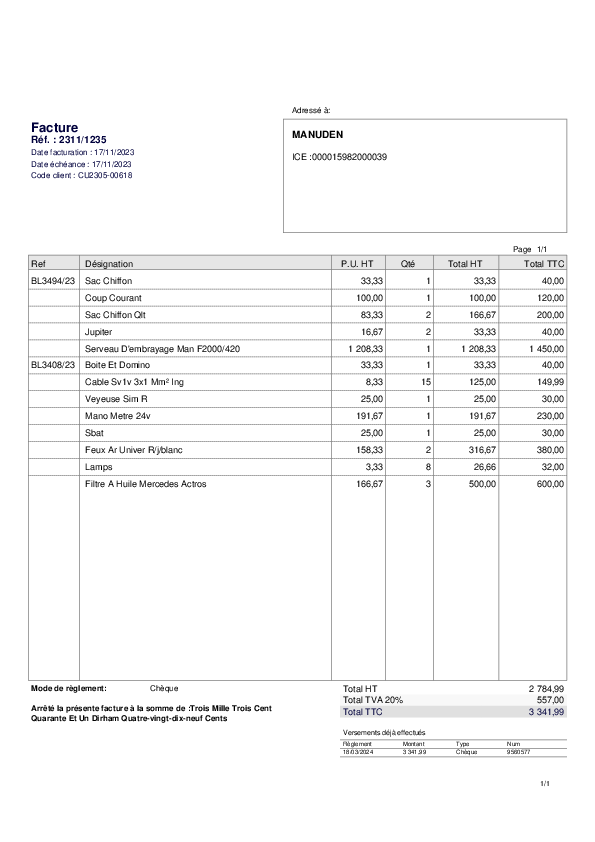 Adressé à:
Facture
Réf. : 2311/1235
Date facturation : 17/11/2023
Date échéance : 17/11/2023
Code client : CU2305-00618
MANUDEN
ICE :000015982000039
Page 1/1
Ref Désignation P.U. HT Qté Total HT Total TTC
BL3494/23 Sac Chiffon 33,33 1 33,33 40,00
Coup Courant 100,00 1 100,00 120,00
Sac Chiffon Qlt 83,33 2 166,67 200,00
Jupiter 16,67 2 33,33 40,00
Serveau D'embrayage Man F2000/420 1 208,33 1 1 208,33 1 450,00
BL3408/23 Boite Et Domino 33,33 1 33,33 40,00
Cable Sv1v 3x1 Mm² Ing 8,33 15 125,00 149,99
Veyeuse Sim R 25,00 1 25,00 30,00
Mano Metre 24v 191,67 1 191,67 230,00
Sbat 25,00 1 25,00 30,00
Feux Ar Univer R/j/blanc 158,33 2 316,67 380,00
Lamps 3,33 8 26,66 32,00
Filtre A Huile Mercedes Actros 166,67 3 500,00 600,00
Mode de règlement: Chèque
Arrêté la présente facture à la somme de :Trois Mille Trois Cent
Quarante Et Un Dirham Quatre-vingt-dix-neuf Cents
Total HT 2 784,99
Total TVA 20% 557,00
Total TTC 3 341,99
Versements déjà effectués
Règlement Montant Type Num
18/03/2024 3 341,99 Chèque 9560577
1/1